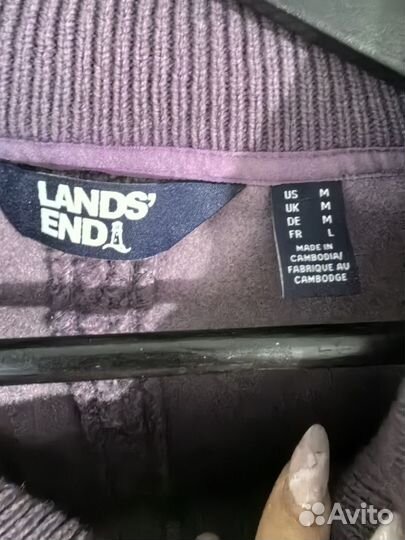 LANDS'
END
US M
UK M
DE M
FR L
MADE IN
CAMBODIA/
FABRIQUE AU
CAMBODGE
Avito